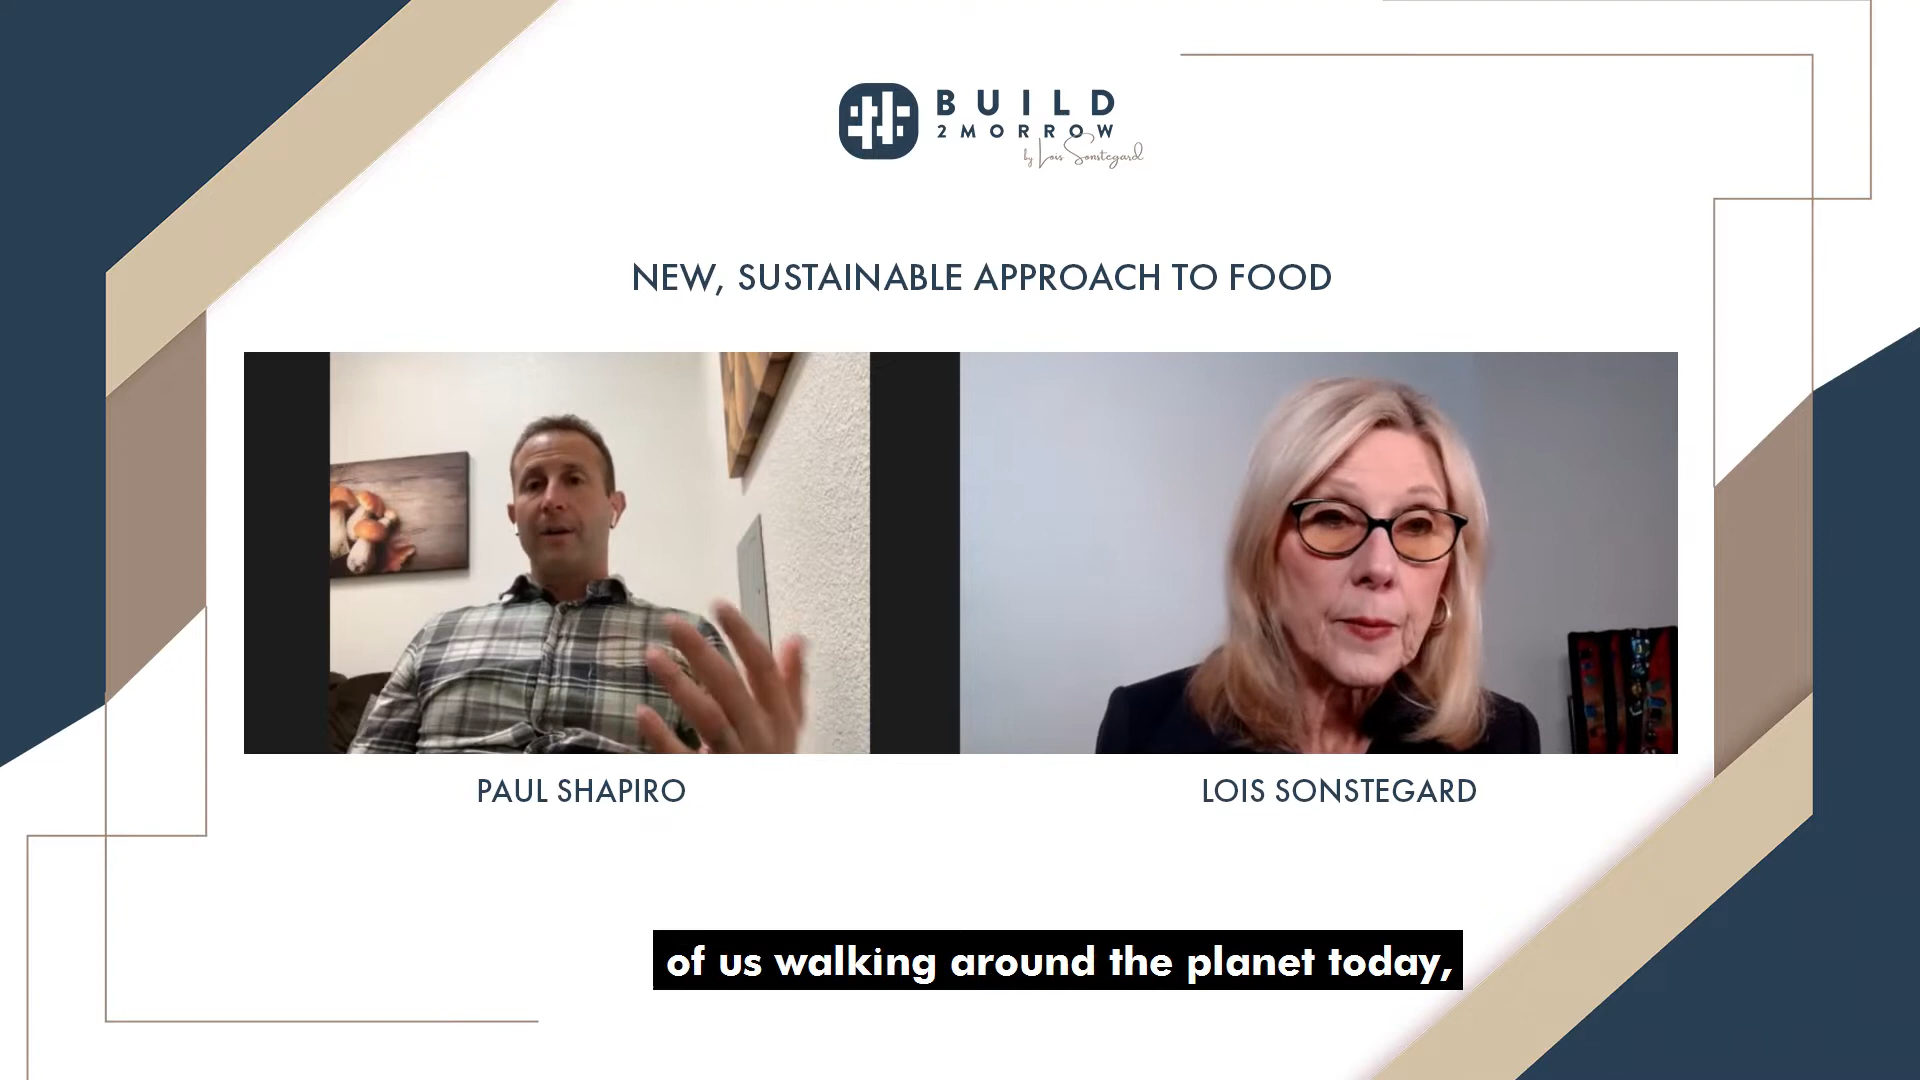 BUILD
2MORROW
by Lois Sonstegard
NEW, SUSTAINABLE APPROACH TO FOOD
PAUL SHAPIRO
LOIS SONSTEGARD
of us walking around the planet today,